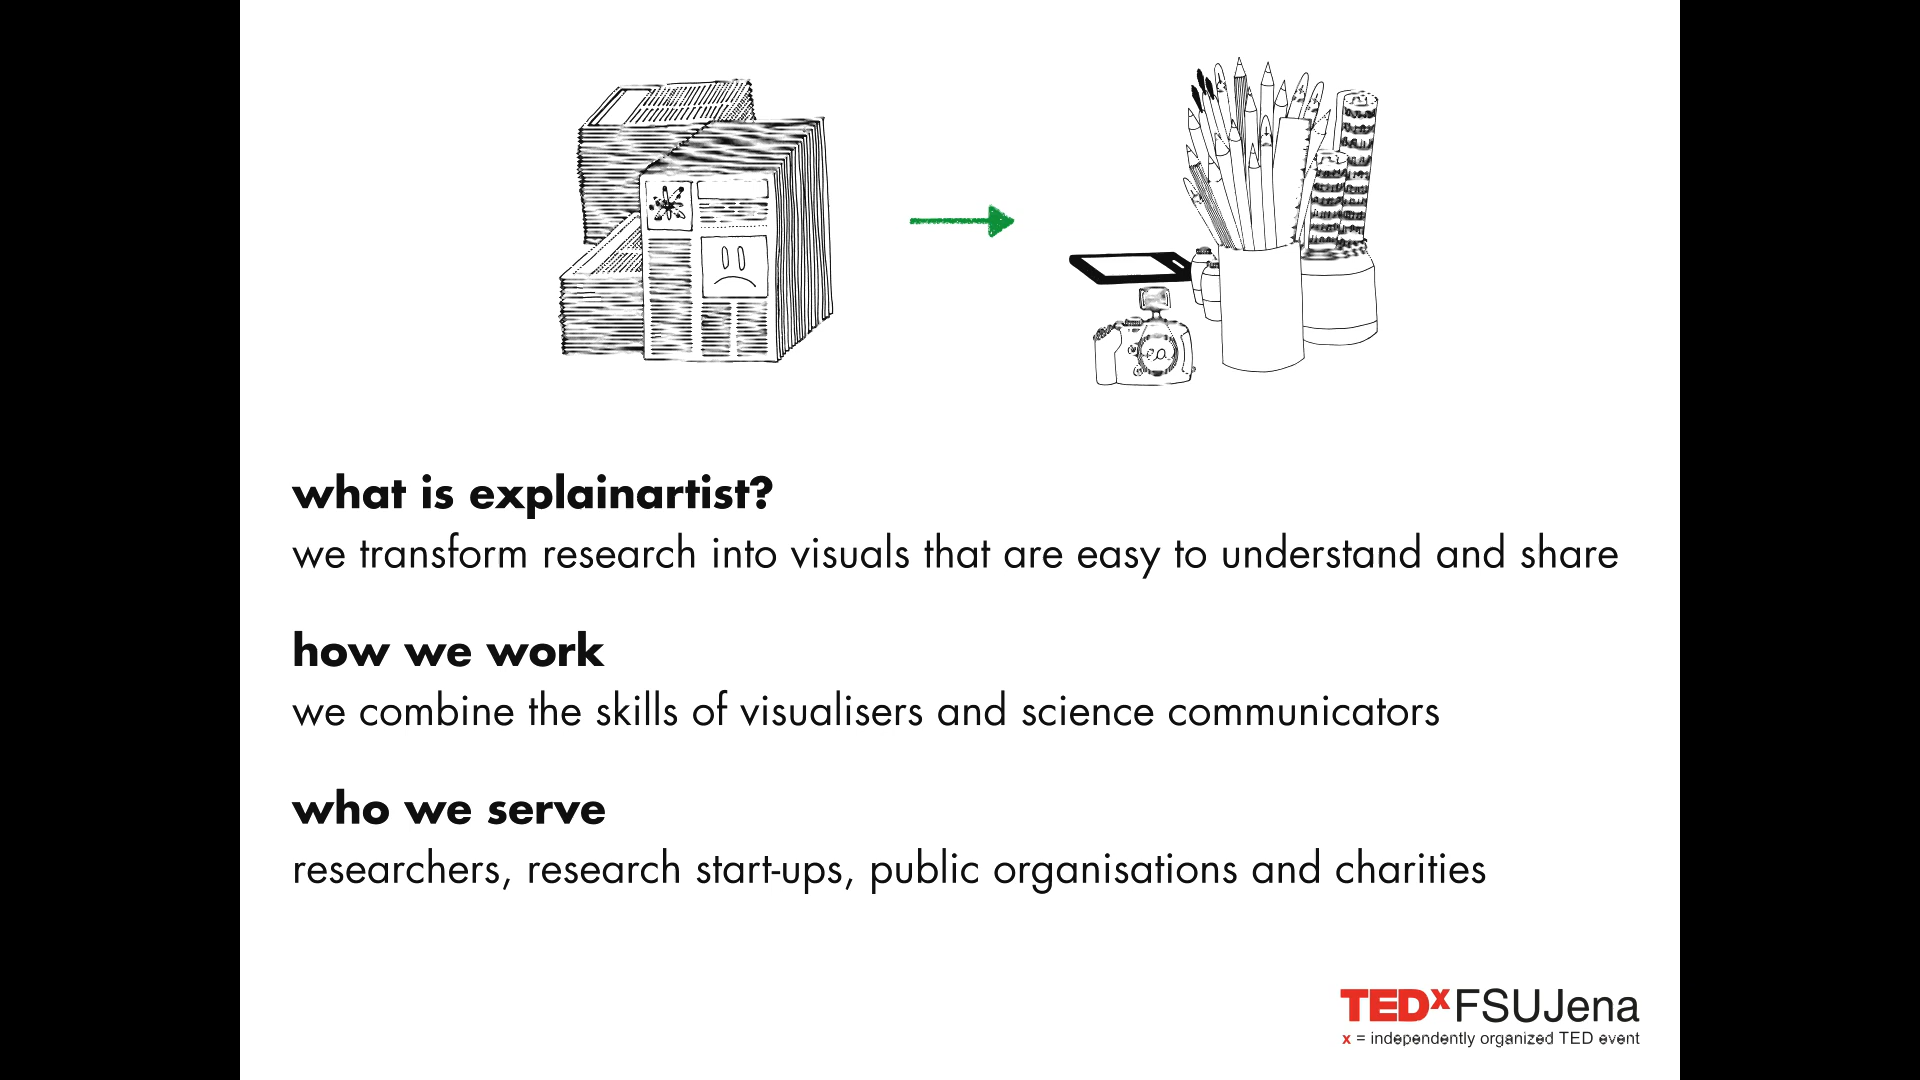 what is explainartist?
we transform research into visuals that are easy to understand and share
how we work
we combine the skills of visualisers and science communicators
who we serve
researchers, research start-ups, public organisations and charities
TEDxFSUJena
x = independently organized TED event